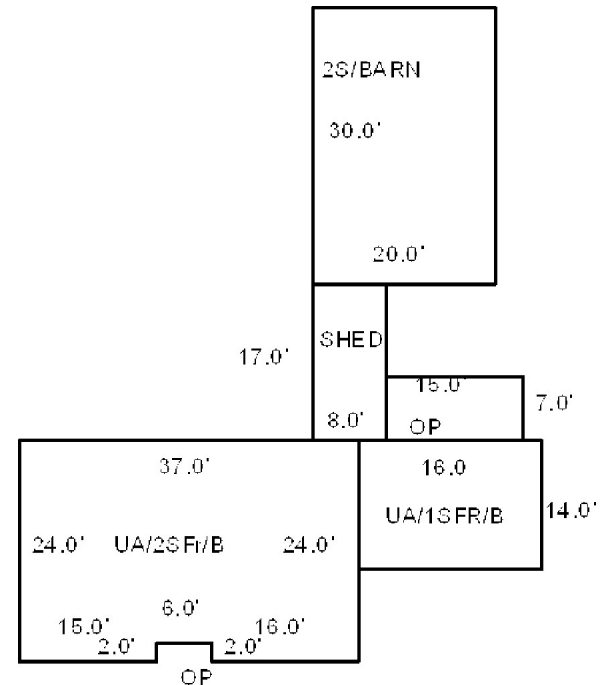 2S/BARN
30.0'
20.0'
SHED
17.0'
15.0'
7.0'
8.0'
OP
37.0'
16.0
UA/1SFR/B
14.0'
24.0'
UA/2SFr/B
24.0'
6.0'
15.0'
16.0'
2.0'
2.0'
OP